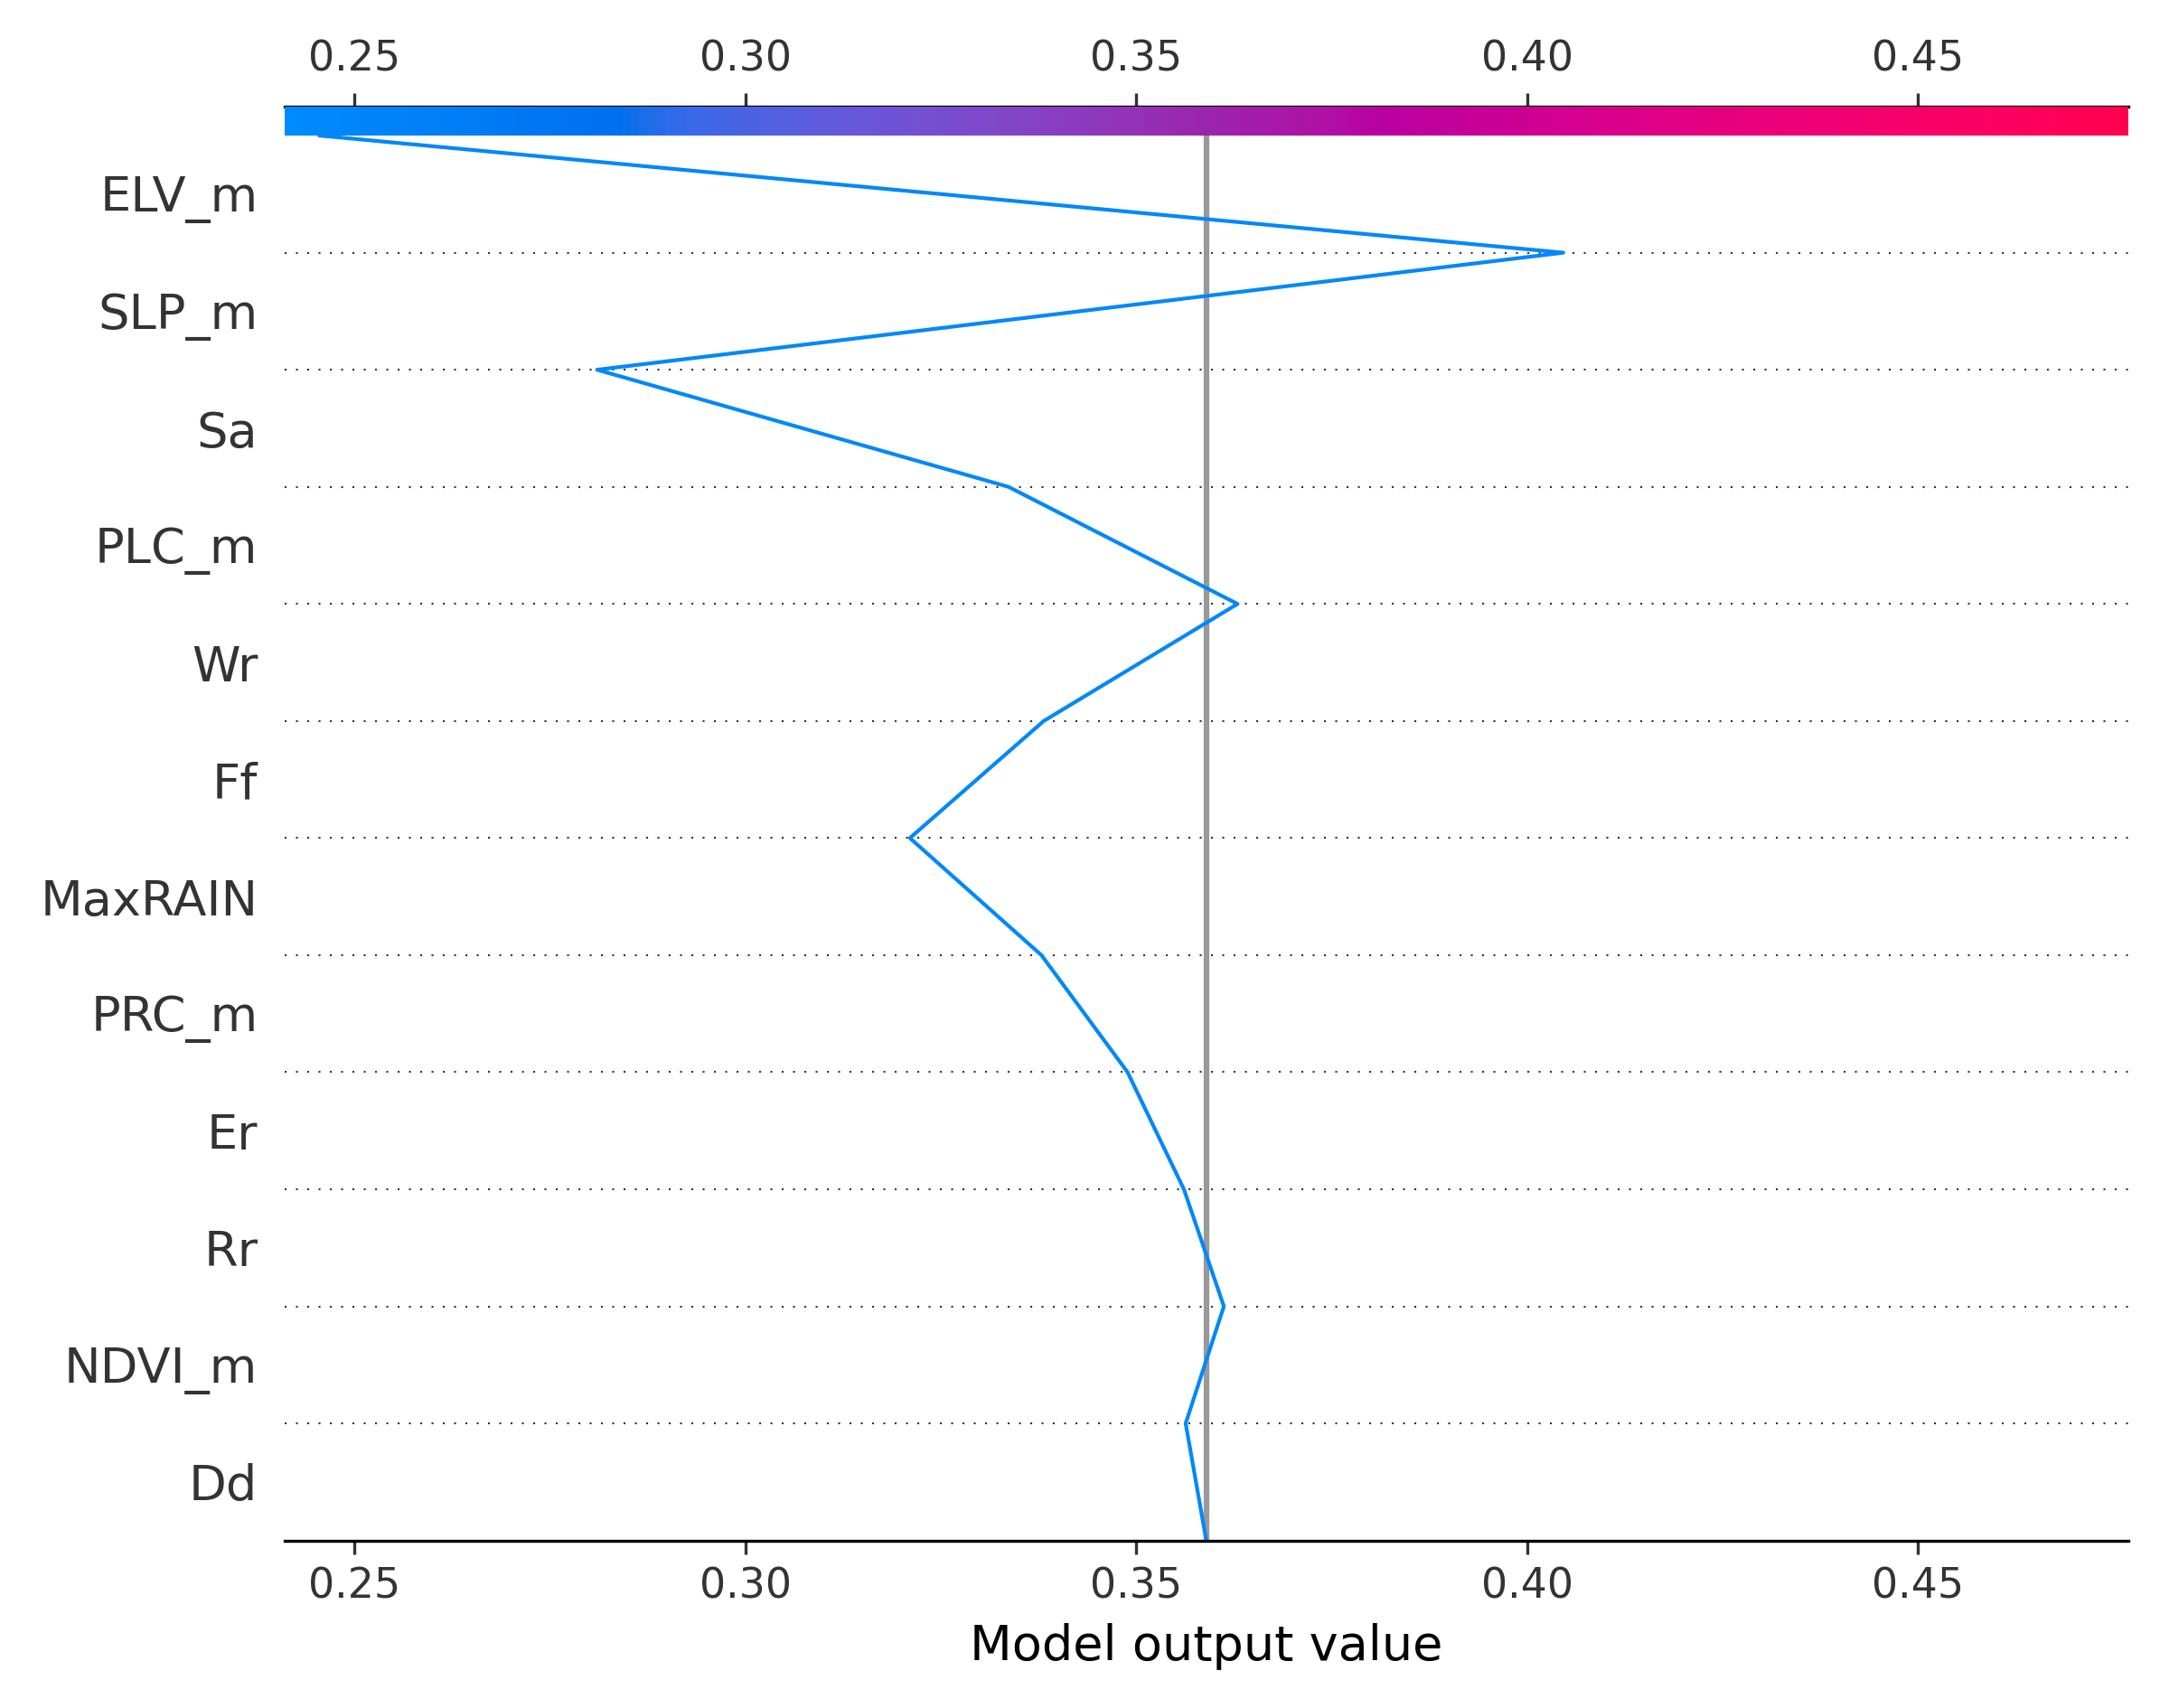 0.25 0.30 0.35 0.40 0.45
ELV_m
SLP_m
Sa
PLC_m
Wr
Ff
MaxRAIN
PRC_m
Er
Rr
NDVI_m
Dd
0.25 0.30 0.35 0.40 0.45
Model output value